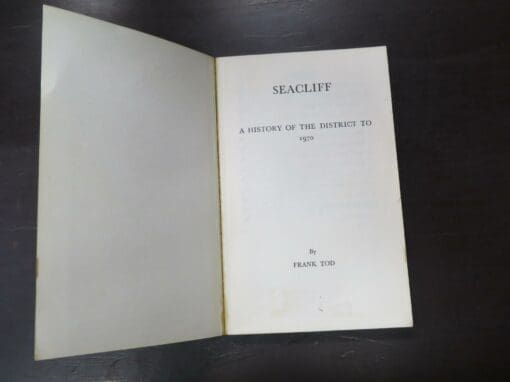 SEACLIFF
A HISTORY OF THE DISTRICT TO
1970
By
FRANK TOD